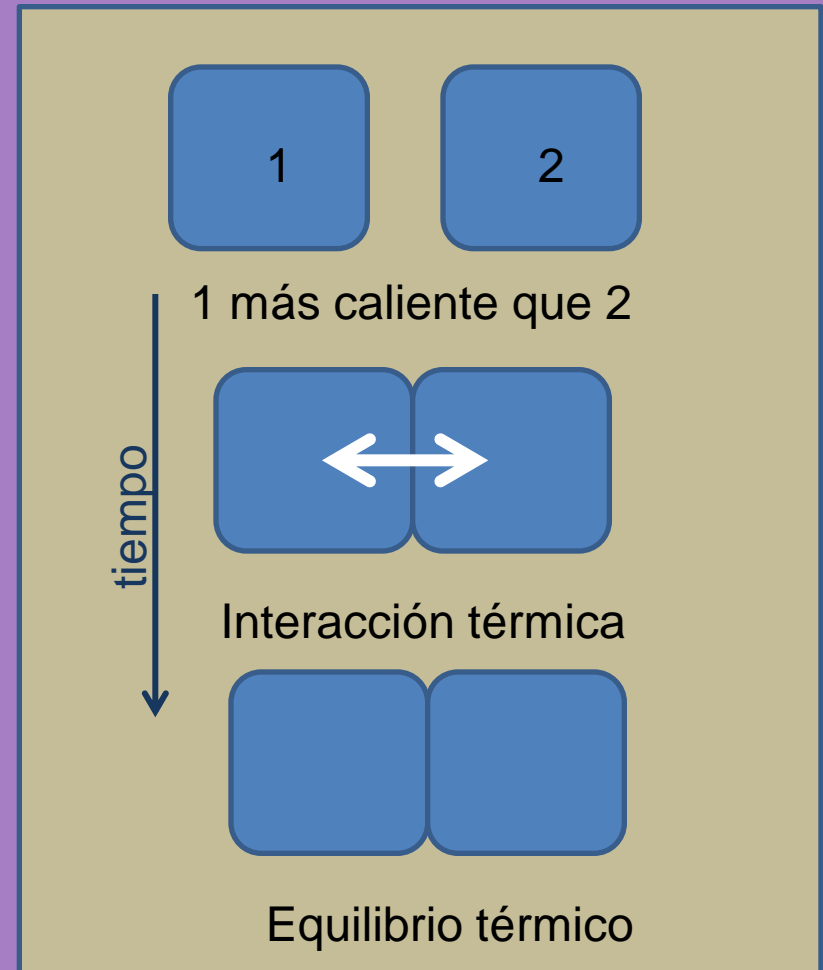 1
2
1 más caliente que 2
tiempo
Interacción térmica
Equilibrio térmico